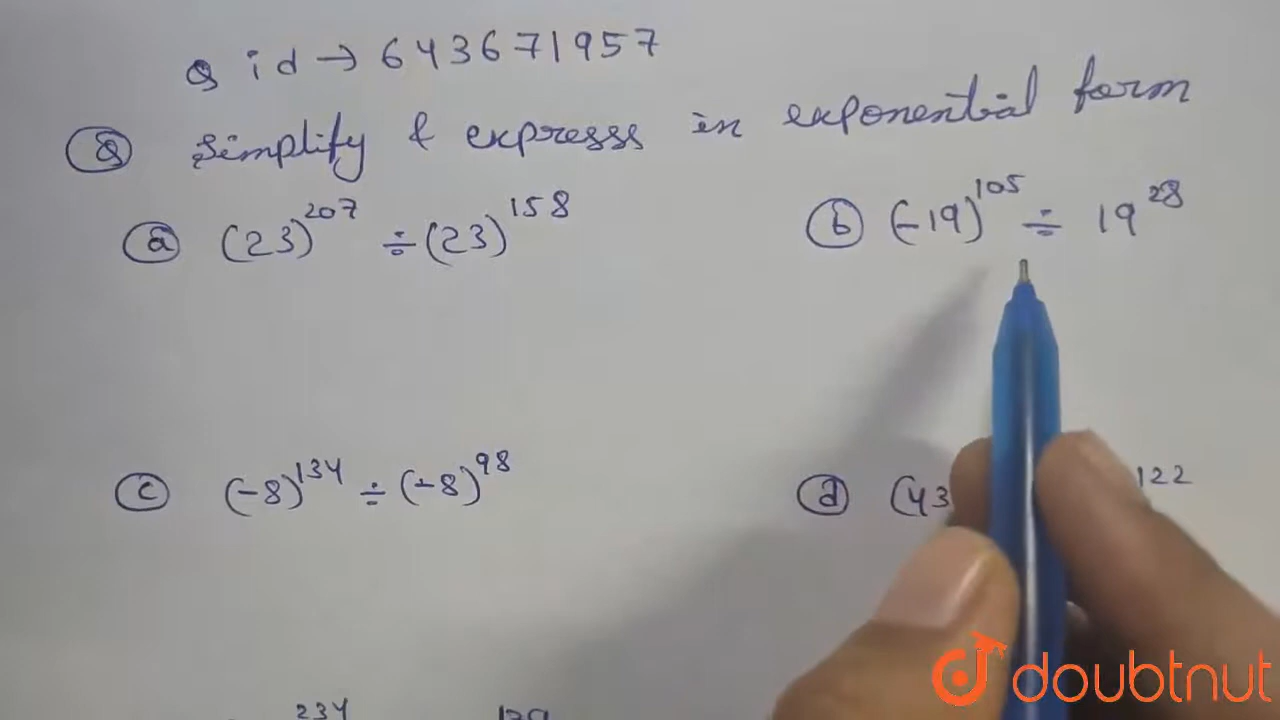 Q id → 643671957
Q simplify & expresss in exponential form
a (23)^207 ÷ (23)^158
b (-19)^105 ÷ 19^28
c (-8)^134 ÷ (-8)^98
d (43 122
234
doubtnut